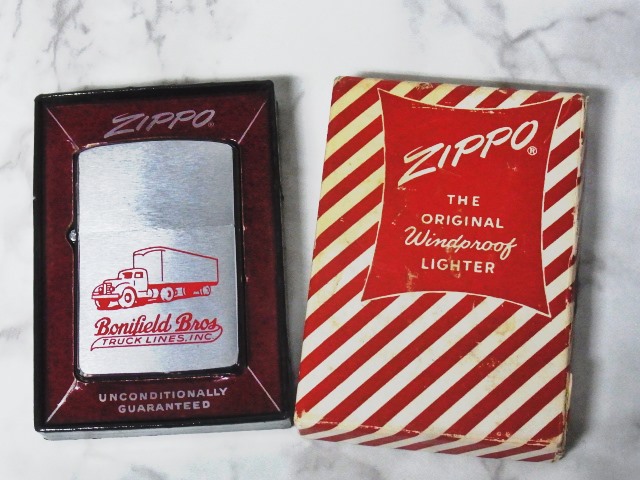 ZIPPO®
Bonifield Bros
TRUCK LINES, INC.
UNCONDITIONALLY
GUARANTEED
ZIPPO®
THE
ORIGINAL
Windproof
LIGHTER